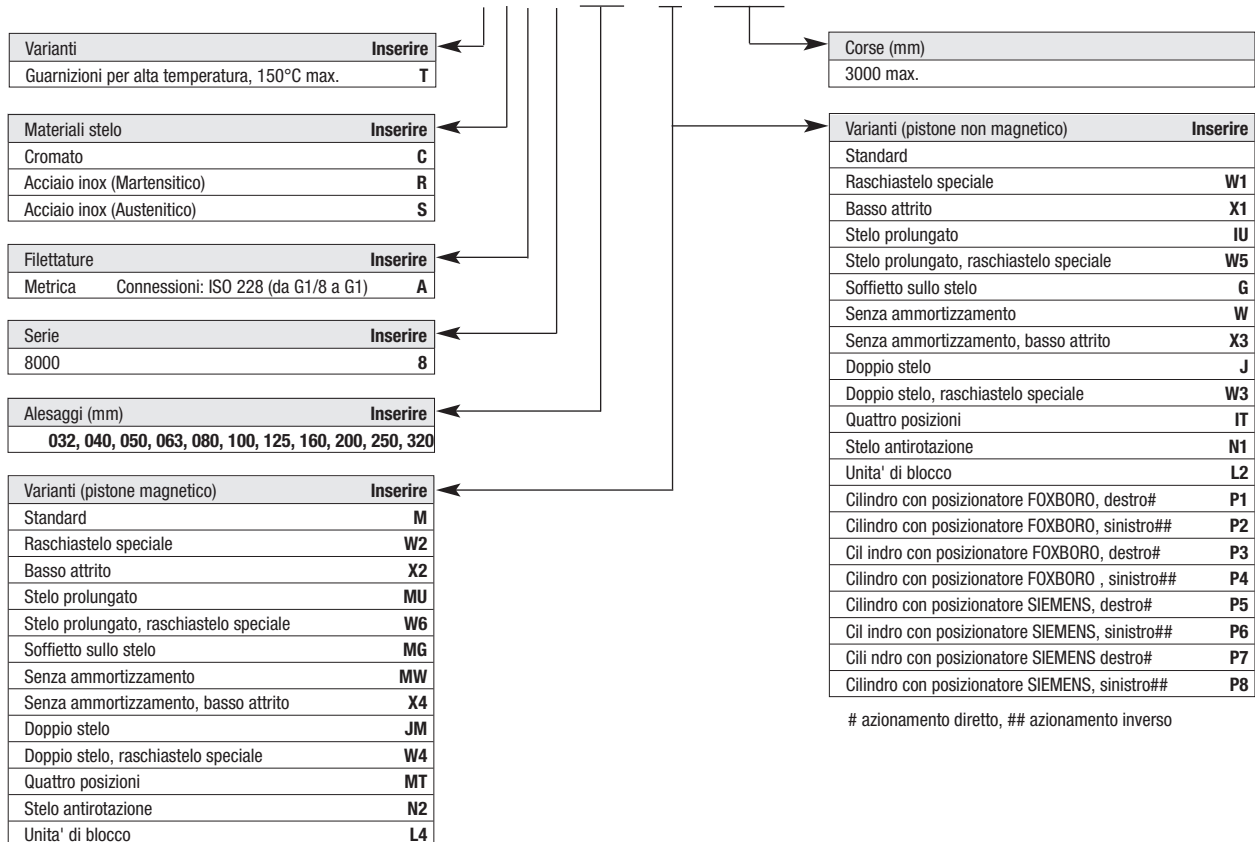 Varianti Inserire
Guarnizioni per alta temperatura, 150°C max. T
Materiali stelo Inserire
Cromato C
Acciaio inox (Martensitico) R
Acciaio inox (Austenitico) S
Filettature Inserire
Metrica Connessioni: ISO 228 (da G1/8 a G1) A
Serie Inserire
8000 8
Alesaggi (mm) Inserire
032, 040, 050, 063, 080, 100, 125, 160, 200, 250, 320
Varianti (pistone magnetico) Inserire
Standard M
Raschiastelo speciale W2
Basso attrito X2
Stelo prolungato MU
Stelo prolungato, raschiastelo speciale W6
Soffietto sullo stelo MG
Senza ammortizzamento MW
Senza ammortizzamento, basso attrito X4
Doppio stelo JM
Doppio stelo, raschiastelo speciale W4
Quattro posizioni MT
Stelo antirotazione N2
Unita' di blocco L4
Corse (mm)
3000 max.
Varianti (pistone non magnetico) Inserire
Standard
Raschiastelo speciale W1
Basso attrito X1
Stelo prolungato IU
Stelo prolungato, raschiastelo speciale W5
Soffietto sullo stelo G
Senza ammortizzamento W
Senza ammortizzamento, basso attrito X3
Doppio stelo J
Doppio stelo, raschiastelo speciale W3
Quattro posizioni IT
Stelo antirotazione N1
Unita' di blocco L2
Cilindro con posizionatore FOXBORO, destro# P1
Cilindro con posizionatore FOXBORO, sinistro## P2
Cil indro con posizionatore FOXBORO, destro# P3
Cilindro con posizionatore FOXBORO , sinistro## P4
Cilindro con posizionatore SIEMENS, destro# P5
Cil indro con posizionatore SIEMENS, sinistro## P6
Cili ndro con posizionatore SIEMENS destro# P7
Cilindro con posizionatore SIEMENS, sinistro## P8
# azionamento diretto, ## azionamento inverso